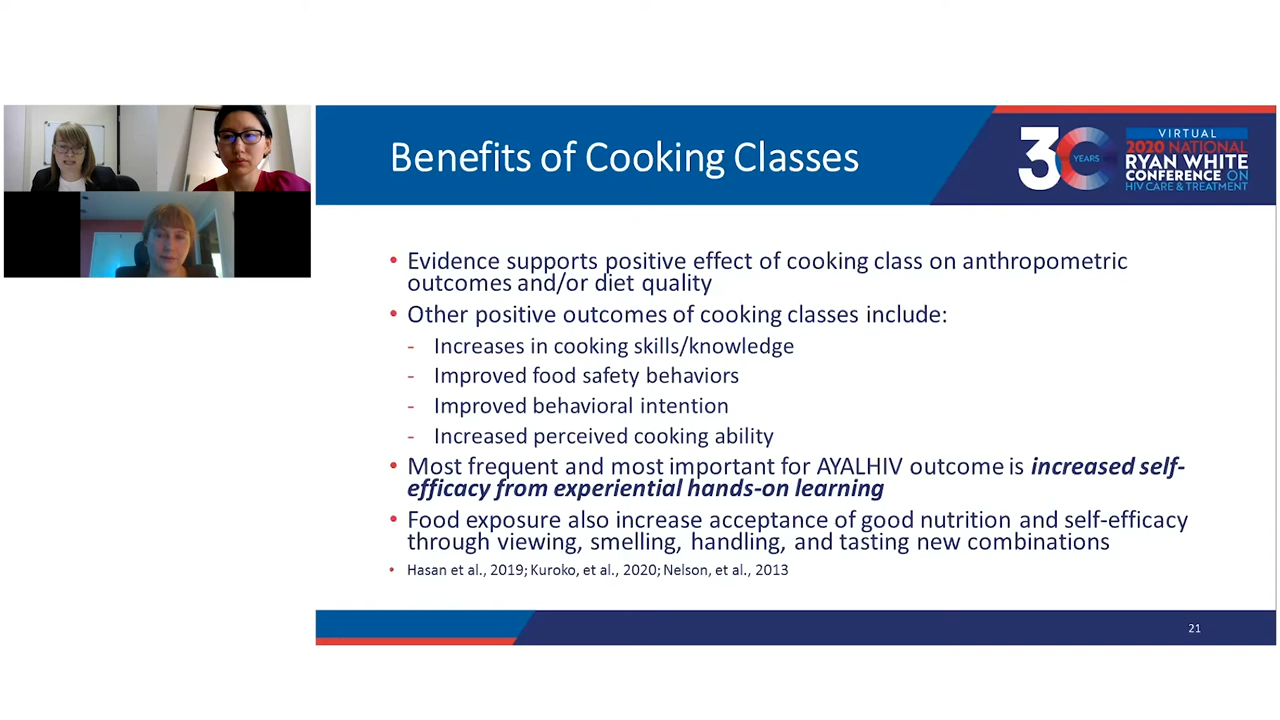 Benefits of Cooking Classes
30
YEARS
VIRTUAL
2020 NATIONAL
RYAN WHITE
CONFERENCE ON
HIV CARE & TREATMENT
• Evidence supports positive effect of cooking class on anthropometric
outcomes and/or diet quality
• Other positive outcomes of cooking classes include:
- Increases in cooking skills/knowledge
- Improved food safety behaviors
- Improved behavioral intention
- Increased perceived cooking ability
• Most frequent and most important for AYALHIV outcome is increased self-
efficacy from experiential hands-on learning
• Food exposure also increase acceptance of good nutrition and self-efficacy
through viewing, smelling, handling, and tasting new combinations
• Hasan et al., 2019; Kuroko, et al., 2020; Nelson, et al., 2013
21